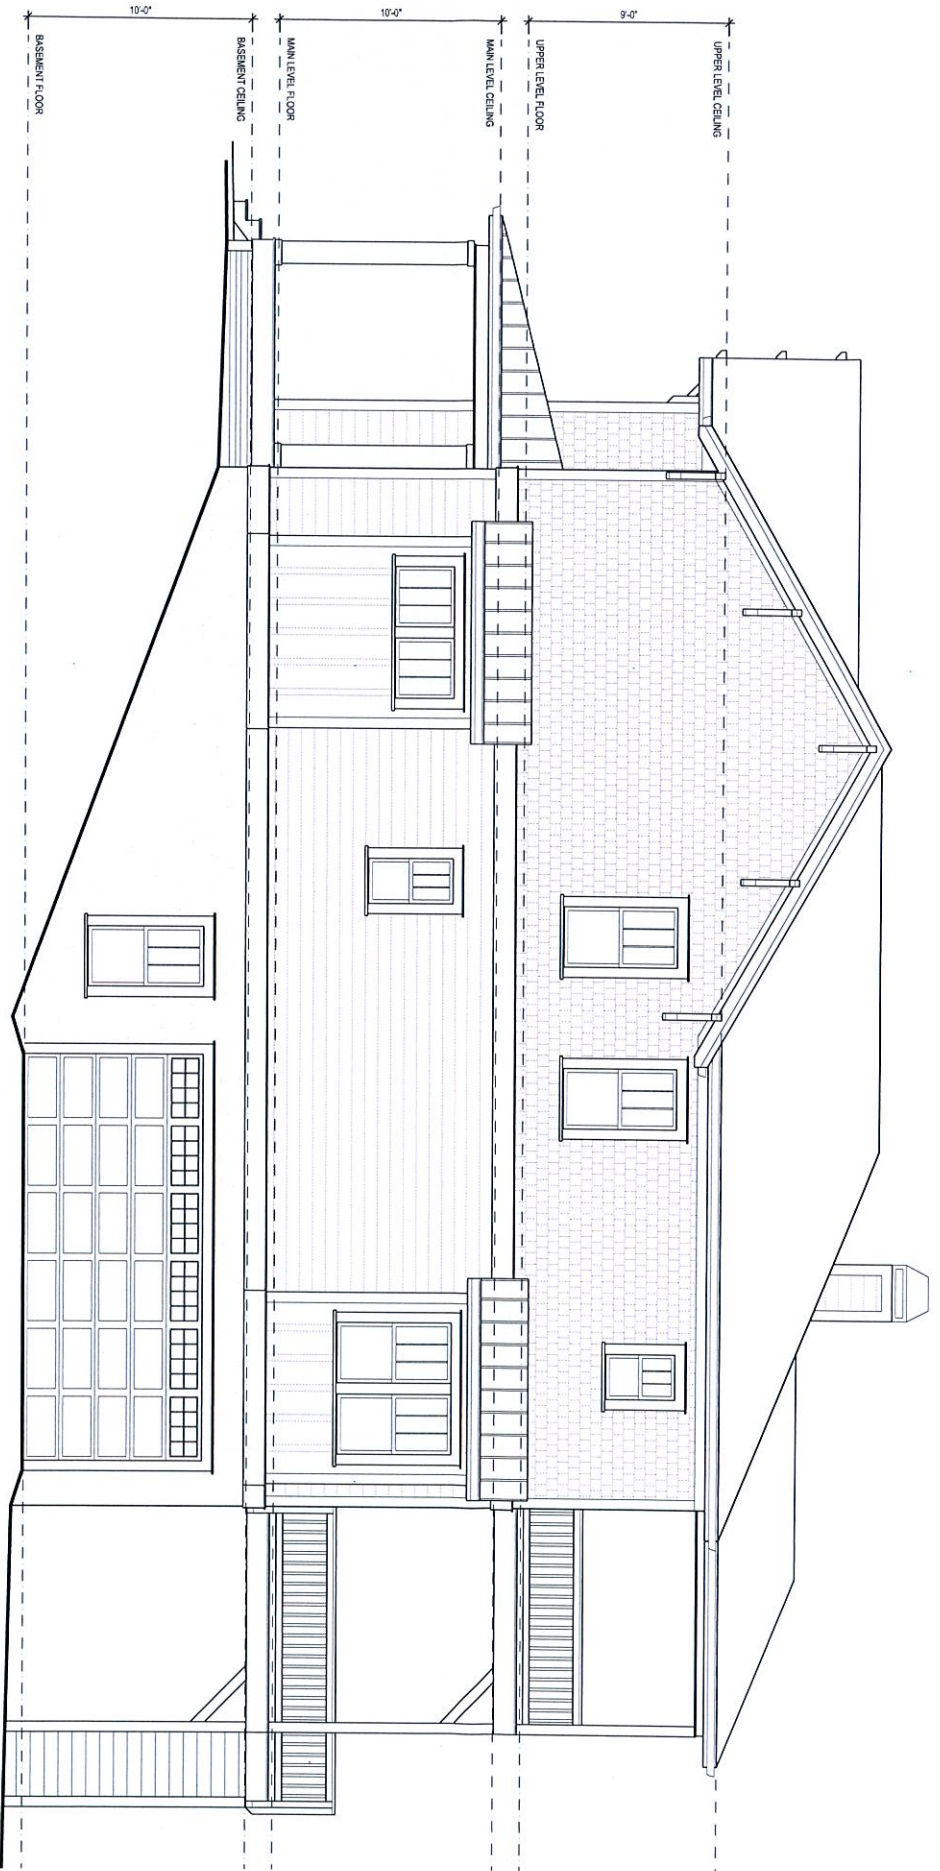 10'-0"
10'-0"
9'-0"
BASEMENT FLOOR
BASEMENT CEILING
MAIN LEVEL FLOOR
MAIN LEVEL CEILING
UPPER LEVEL FLOOR
UPPER LEVEL CEILING